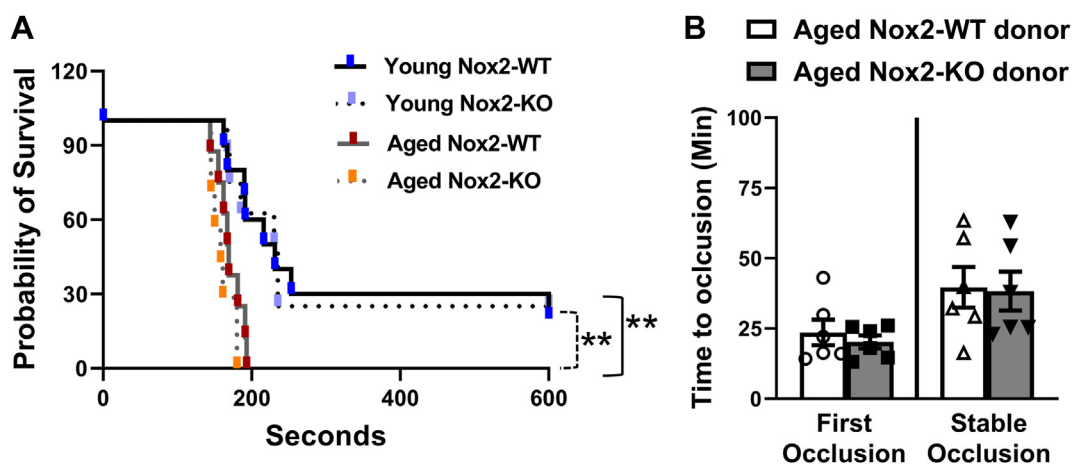 A
Probability of Survival
120
90
60
30
0
0
200
400
600
Seconds
Young Nox2-WT
Young Nox2-KO
Aged Nox2-WT
Aged Nox2-KO
**
**
B
Aged Nox2-WT donor
Aged Nox2-KO donor
Time to oclcusion (Min)
100
75
50
25
0
First
Occlusion
Stable
Occlusion